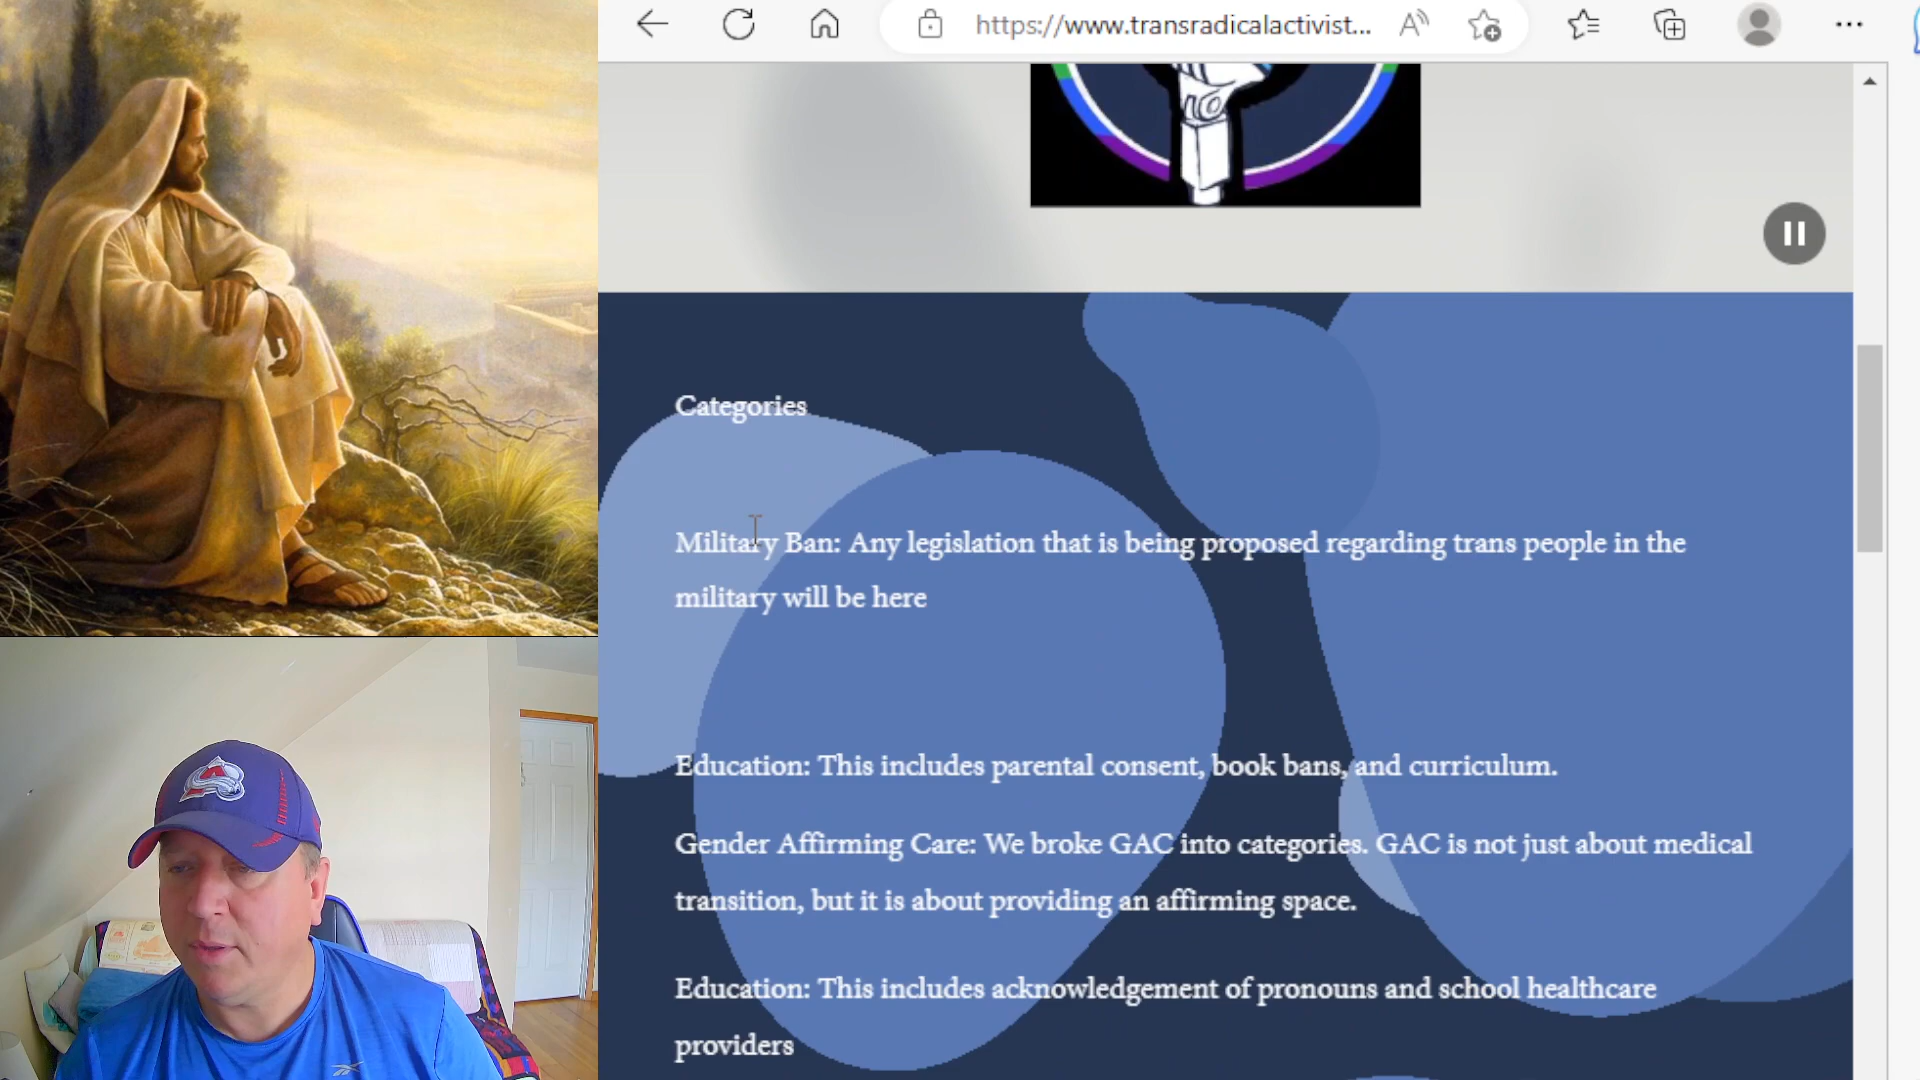 https://www.transradicalactivist...
Categories
Military Ban: Any legislation that is being proposed regarding trans people in the
military will be here
Education: This includes parental consent, book bans, and curriculum.
Gender Affirming Care: We broke GAC into categories. GAC is not just about medical
transition, but it is about providing an affirming space.
Education: This includes acknowledgement of pronouns and school healthcare
providers